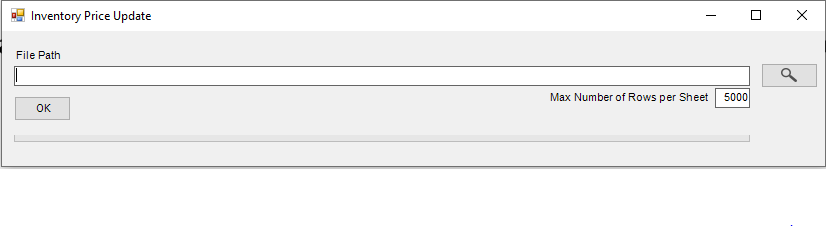 Inventory Price Update
File Path
Max Number of Rows per Sheet 5000
OK